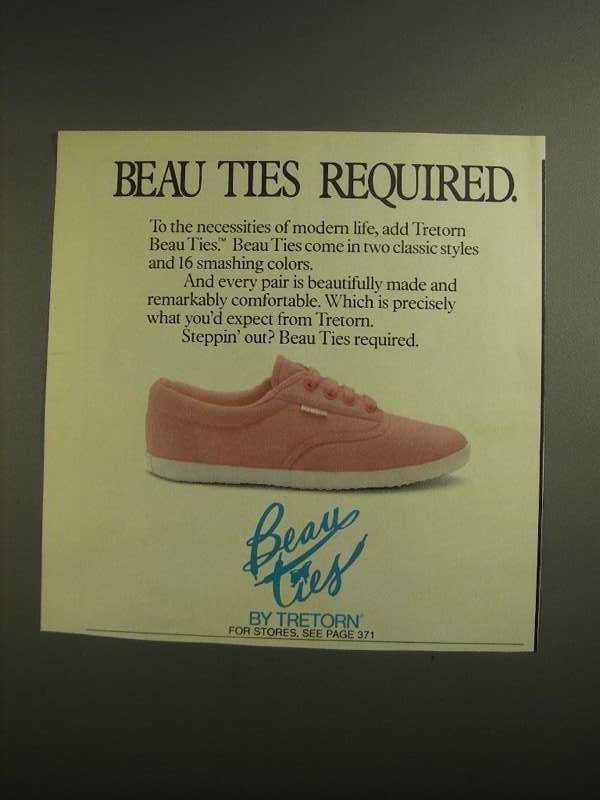 BEAU TIES REQUIRED.
To the necessities of modern life, add Tretorn
Beau Ties.™ Beau Ties come in two classic styles
and 16 smashing colors.
And every pair is beautifully made and
remarkably comfortable. Which is precisely
what you'd expect from Tretorn.
Steppin' out? Beau Ties required.
Beau
Ties
BY TRETORN®
FOR STORES, SEE PAGE 371